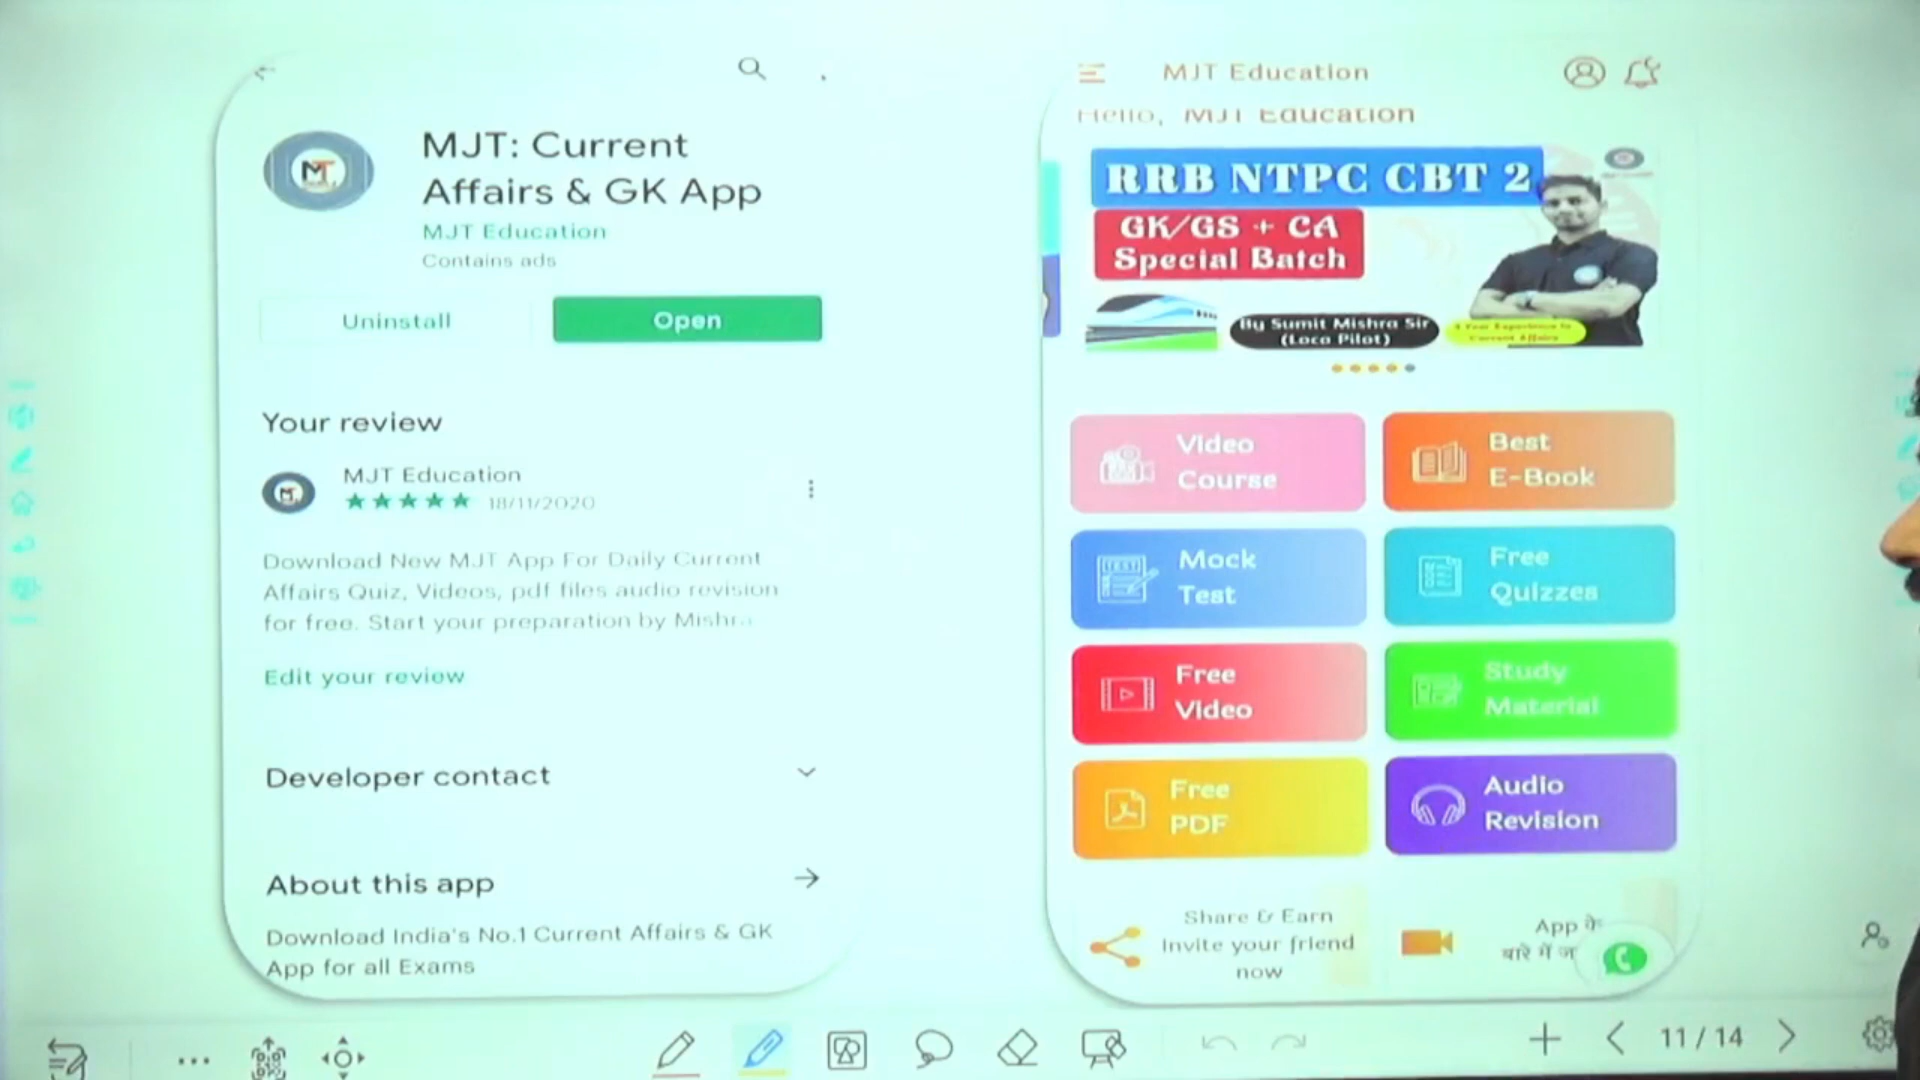 MJT: Current
Affairs & GK App
MJT Education
Contains ads
Uninstall
Open
Your review
MJT Education
18/11/2020
Download New MJT App For Daily Current
Affairs Quiz, Videos, pdf files audio revision
for free. Start your preparation by
Edit your review
Developer contact
About this app
Download India's No.1 Current Affairs & GK
App for all Exams
MJT Education
Hello, MJT Education
RRB NTPC CBT 2
GK/GS + CA
Special Batch
By Sumit Mishra Sir
(Loco Pilot)
Current Affairs
Video
Course
Best
E-Book
Mock
Test
Free
Quizzes
Free
Video
Study
Material
Free
PDF
Audio
Revision
Share & Earn
Invite your friend
now
App के
बारे में
11 / 14